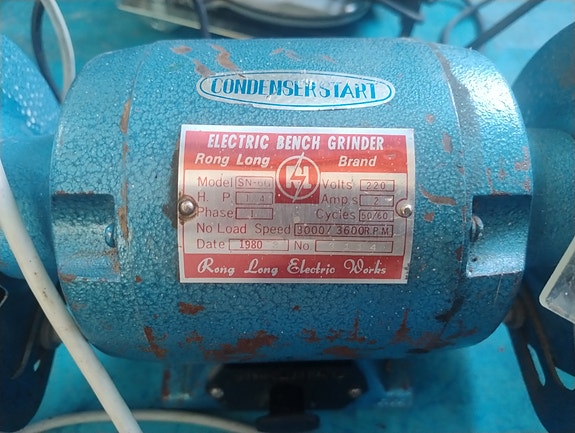 CONDENSER START
ELECTRIC BENCH GRINDER
Rong Long Brand
Model Volts 220
H. P. Amp's 2
Phase 1 Cycles 50/60
No Load Speed 3000/3600 R.P.M
Date 1980 No
Rong Long Electric Works